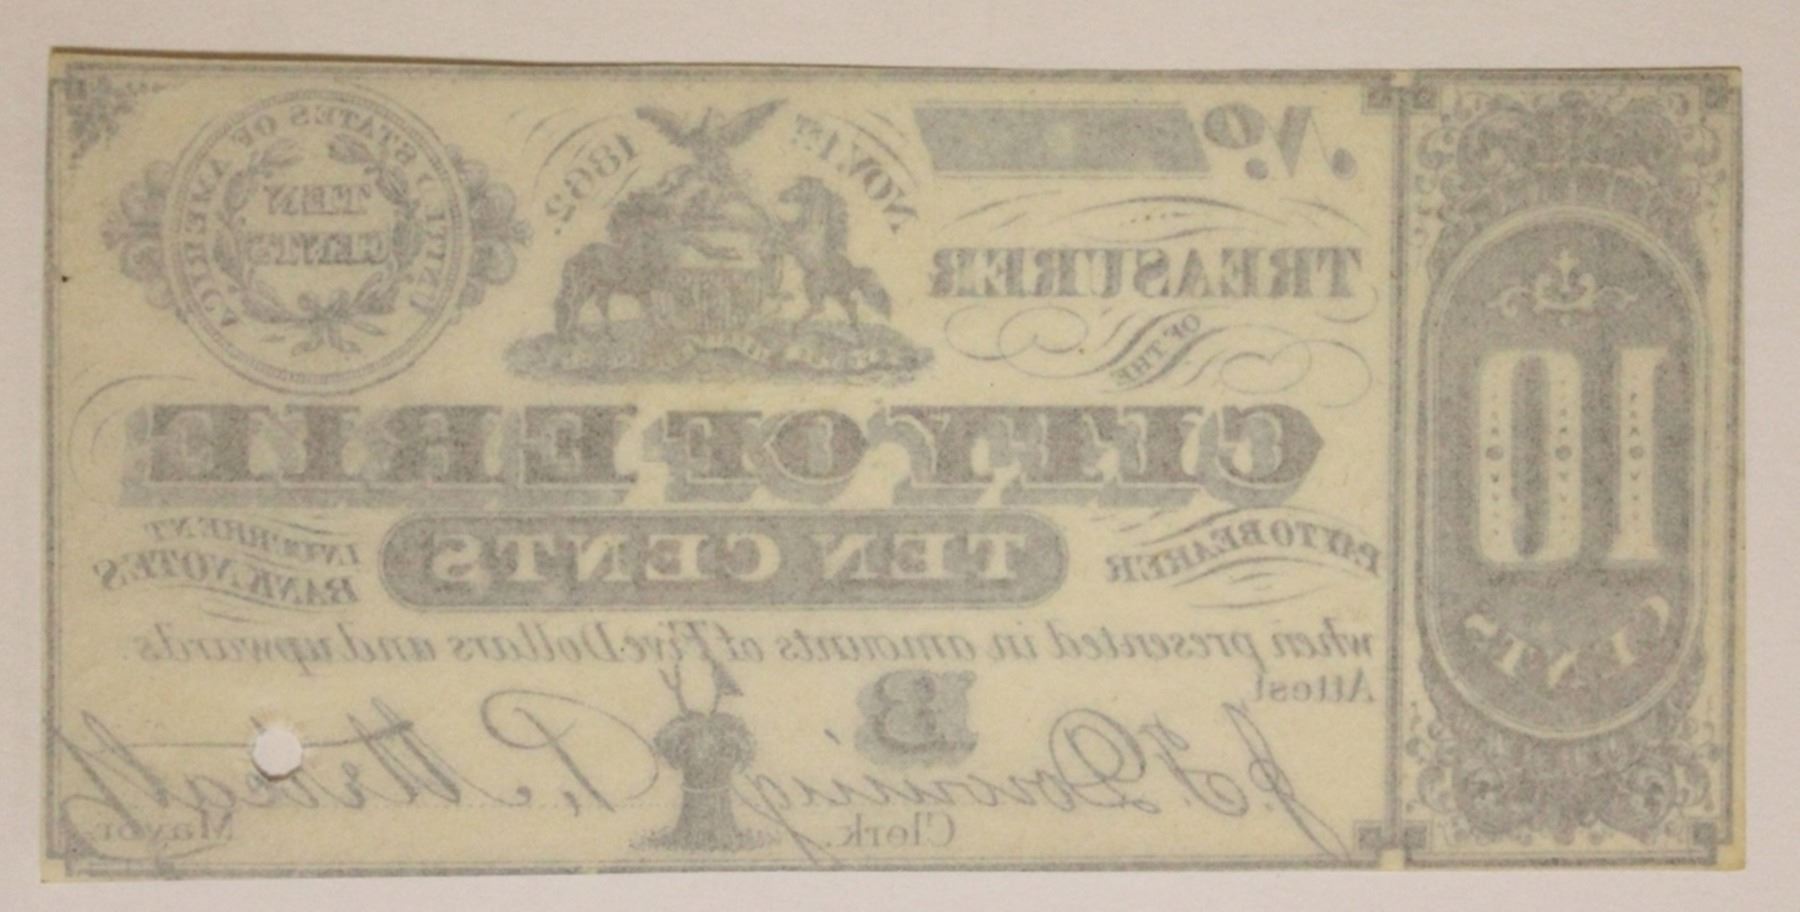 10
CENTS
No.
TREASURER
OF THE
NOV. 1ST
1862.
UNITED STATES OF AMERICA
TEN
CENTS
CITY OF ERIE
PAY TO BEARER
TEN CENTS
IN CURRENT
BANK NOTES
when presented in amounts of Five Dollars and upwards.
Attest
B
J. F. Downing
Clerk.
P. Metcalf
Mayor.